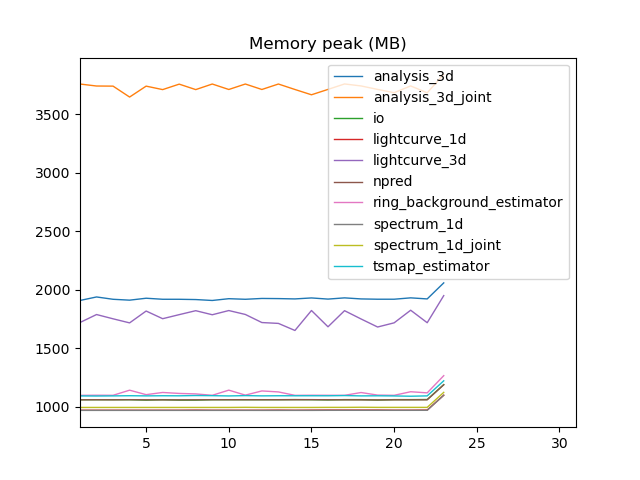 Memory peak (MB)
analysis_3d
analysis_3d_joint
io
lightcurve_1d
lightcurve_3d
npred
ring_background_estimator
spectrum_1d
spectrum_1d_joint
tsmap_estimator
3500
3000
2500
2000
1500
1000
5 10 15 20 25 30